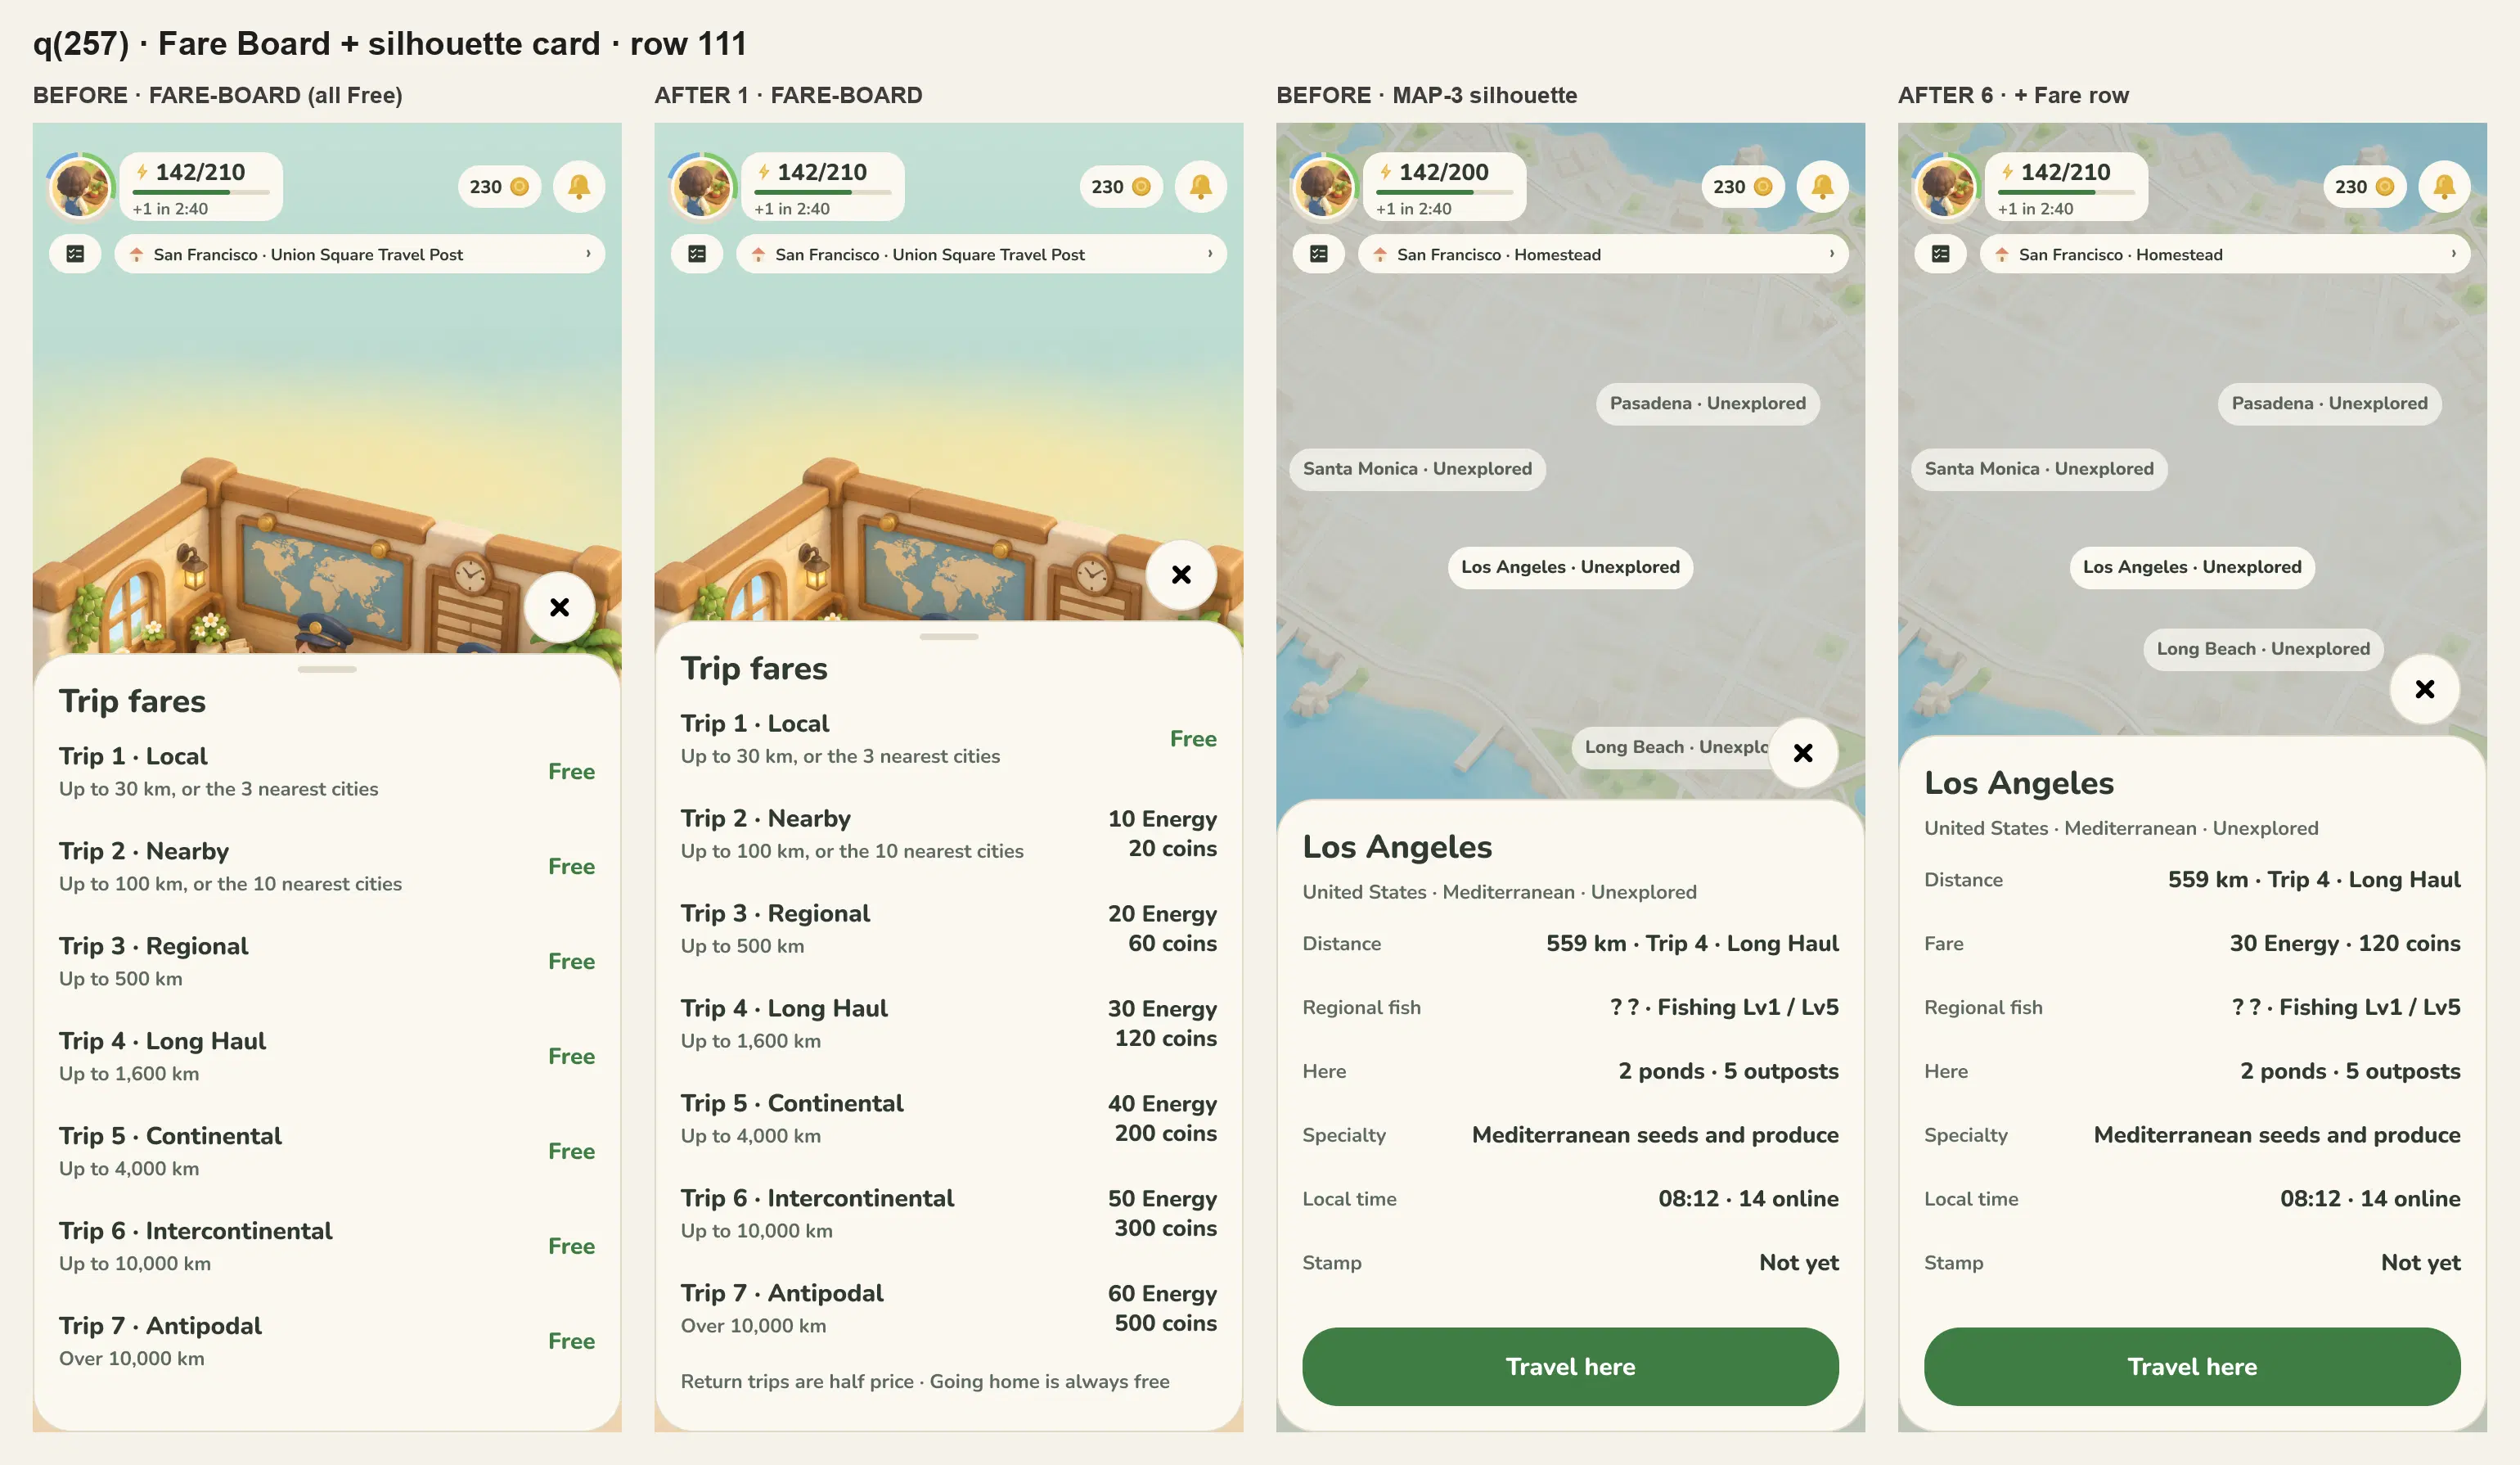 q(257) · Fare Board + silhouette card · row 111
BEFORE · FARE-BOARD (all Free)
142/210
+1 in 2:40
230
San Francisco · Union Square Travel Post
Trip fares
Trip 1 · Local
Up to 30 km, or the 3 nearest cities
Free
Trip 2 · Nearby
Up to 100 km, or the 10 nearest cities
Free
Trip 3 · Regional
Up to 500 km
Free
Trip 4 · Long Haul
Up to 1,600 km
Free
Trip 5 · Continental
Up to 4,000 km
Free
Trip 6 · Intercontinental
Up to 10,000 km
Free
Trip 7 · Antipodal
Over 10,000 km
Free
AFTER 1 · FARE-BOARD
142/210
+1 in 2:40
230
San Francisco · Union Square Travel Post
Trip fares
Trip 1 · Local
Up to 30 km, or the 3 nearest cities
Free
Trip 2 · Nearby
Up to 100 km, or the 10 nearest cities
10 Energy
20 coins
Trip 3 · Regional
Up to 500 km
20 Energy
60 coins
Trip 4 · Long Haul
Up to 1,600 km
30 Energy
120 coins
Trip 5 · Continental
Up to 4,000 km
40 Energy
200 coins
Trip 6 · Intercontinental
Up to 10,000 km
50 Energy
300 coins
Trip 7 · Antipodal
Over 10,000 km
60 Energy
500 coins
Return trips are half price · Going home is always free
BEFORE · MAP-3 silhouette
142/200
+1 in 2:40
230
San Francisco · Homestead
Pasadena · Unexplored
Santa Monica · Unexplored
Los Angeles · Unexplored
Long Beach · Unexplo
Los Angeles
United States · Mediterranean · Unexplored
Distance 559 km · Trip 4 · Long Haul
Regional fish ? ? · Fishing Lv1 / Lv5
Here 2 ponds · 5 outposts
Specialty Mediterranean seeds and produce
Local time 08:12 · 14 online
Stamp Not yet
Travel here
AFTER 6 · + Fare row
142/210
+1 in 2:40
230
San Francisco · Homestead
Pasadena · Unexplored
Santa Monica · Unexplored
Los Angeles · Unexplored
Long Beach · Unexplored
Los Angeles
United States · Mediterranean · Unexplored
Distance 559 km · Trip 4 · Long Haul
Fare 30 Energy · 120 coins
Regional fish ? ? · Fishing Lv1 / Lv5
Here 2 ponds · 5 outposts
Specialty Mediterranean seeds and produce
Local time 08:12 · 14 online
Stamp Not yet
Travel here